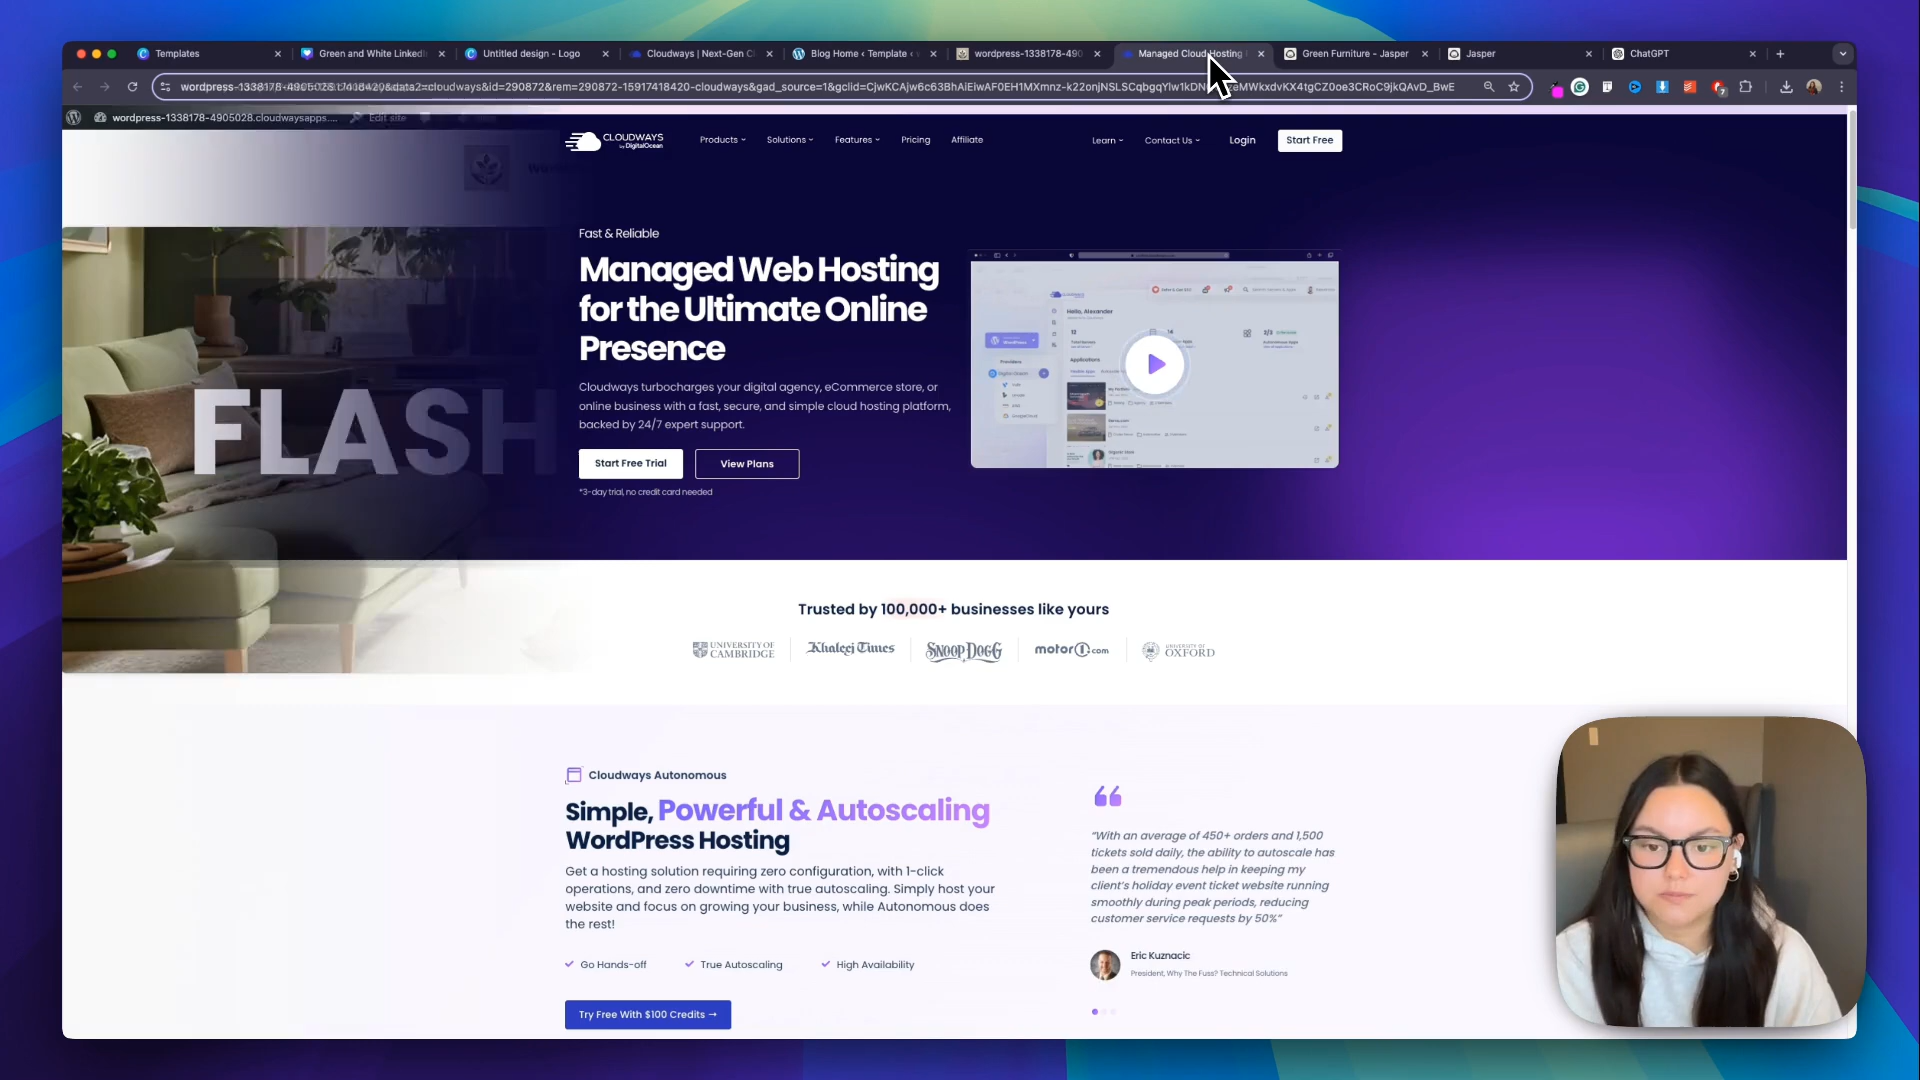 Templates
Green and White LinkedIn
Untitled design - Logo
Cloudways | Next-Gen C
Blog Home ‹ Template ‹
wordpress-1338178-490
Managed Cloud Hosting
Green Furniture - Jasper
Jasper
ChatGPT
wordpress-1338178-4905028.cloudwaysapps....
Edit site
CLOUDWAYS
by DigitalOcean
Products
Solutions
Features
Pricing
Affiliate
Learn
Contact Us
Login
Start Free
Fast & Reliable
Managed Web Hosting
for the Ultimate Online
Presence
Cloudways turbocharges your digital agency, eCommerce store, or
online business with a fast, secure, and simple cloud hosting platform,
backed by 24/7 expert support.
Start Free Trial
View Plans
*3-day trial, no credit card needed
Hello, Alexander
Applications
FLASH
Trusted by 100,000+ businesses like yours
UNIVERSITY OF
CAMBRIDGE
Khaleej Times
SNOOP DOGG
motor1.com
UNIVERSITY OF
OXFORD
Cloudways Autonomous
Simple, Powerful & Autoscaling
WordPress Hosting
Get a hosting solution requiring zero configuration, with 1-click
operations, and zero downtime with true autoscaling. Simply host your
website and focus on growing your business, while Autonomous does
the rest!
Go Hands-off
True Autoscaling
High Availability
Try Free With $100 Credits →
“With an average of 450+ orders and 1,500
tickets sold daily, the ability to autoscale has
been a tremendous help in keeping my
client's holiday event ticket website running
smoothly during peak periods, reducing
customer service requests by 50%”
Eric Kuznacic
President, Why The Fuss? Technical Solutions